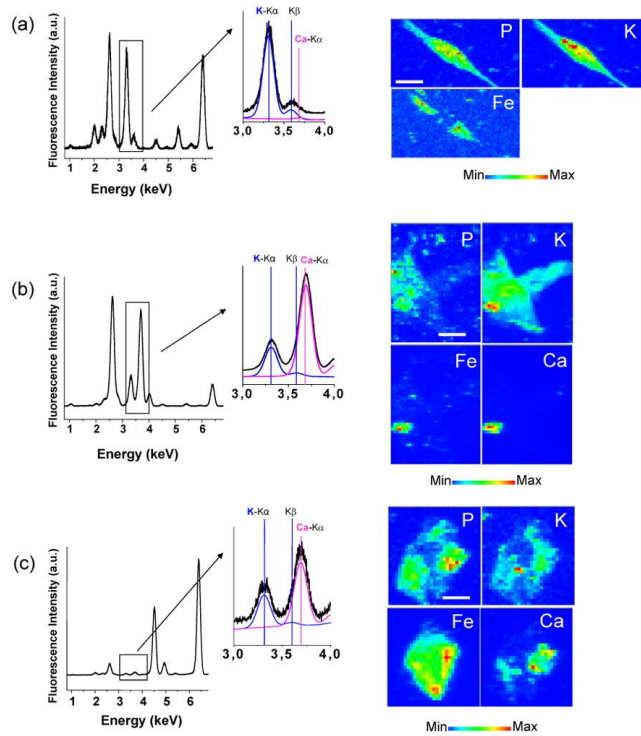 (a)
Fluorescence Intensity (a.u.)
1 2 3 4 5 6
Energy (keV)
K-Kα Kβ
Ca-Kα
3,0 3,5 4,0
P K
Fe
Min Max
(b)
Fluorescence Intensity (a.u.)
1 2 3 4 5 6
Energy (keV)
K-Kα Kβ Ca-Kα
3,0 3,5 4,0
P K
Fe Ca
Min Max
(c)
Fluorescence Intensity (a.u.)
1 2 3 4 5 6
Energy (keV)
K-Kα Kβ
Ca-Kα
3,0 3,5 4,0
P K
Fe Ca
Min Max